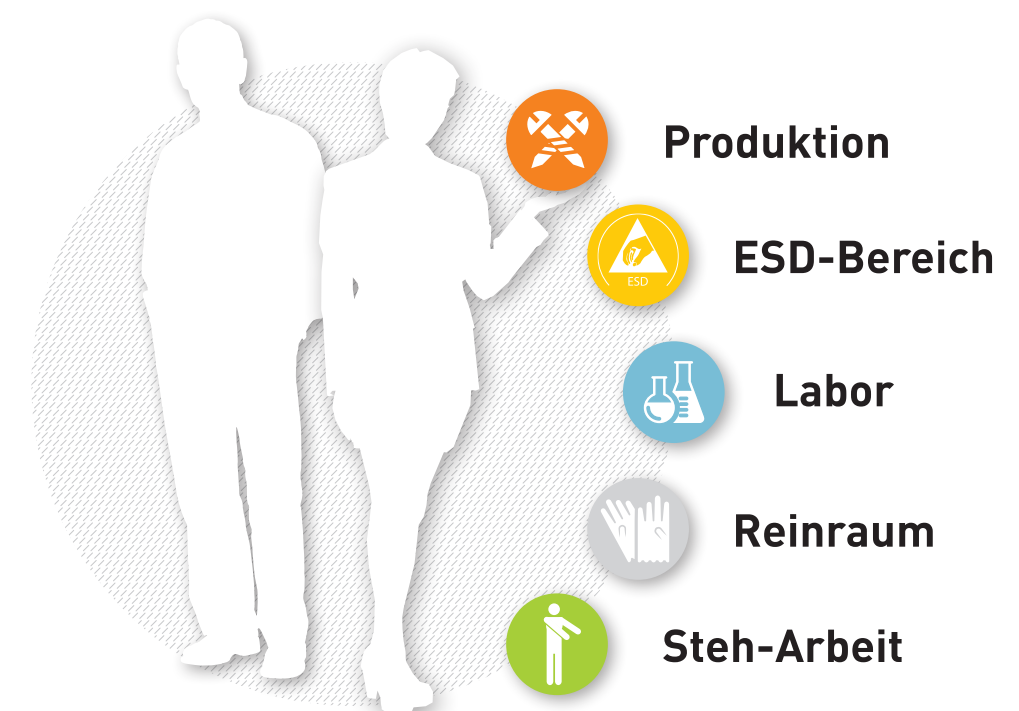 Produktion
ESD-Bereich
ESD
Labor
Reinraum
Steh-Arbeit